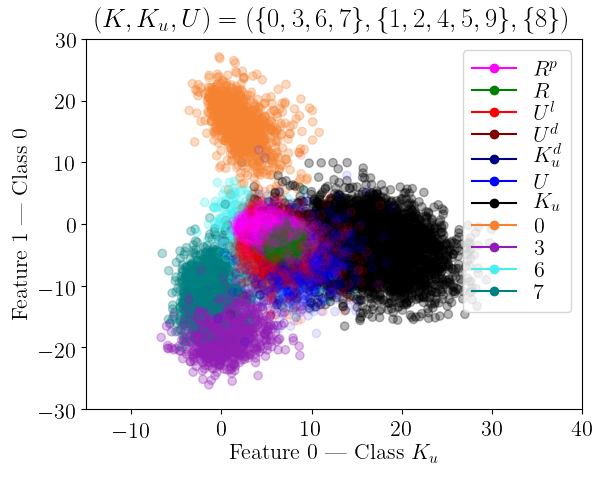 (K, K_u, U) = ({0, 3, 6, 7}, {1, 2, 4, 5, 9}, {8})
30
20
10
0
−10
−20
−30
Feature 1 — Class 0
R^p
R
U^l
U^d
K_u^d
U
K_u
0
3
6
7
−10 0 10 20 30 40
Feature 0 — Class K_u